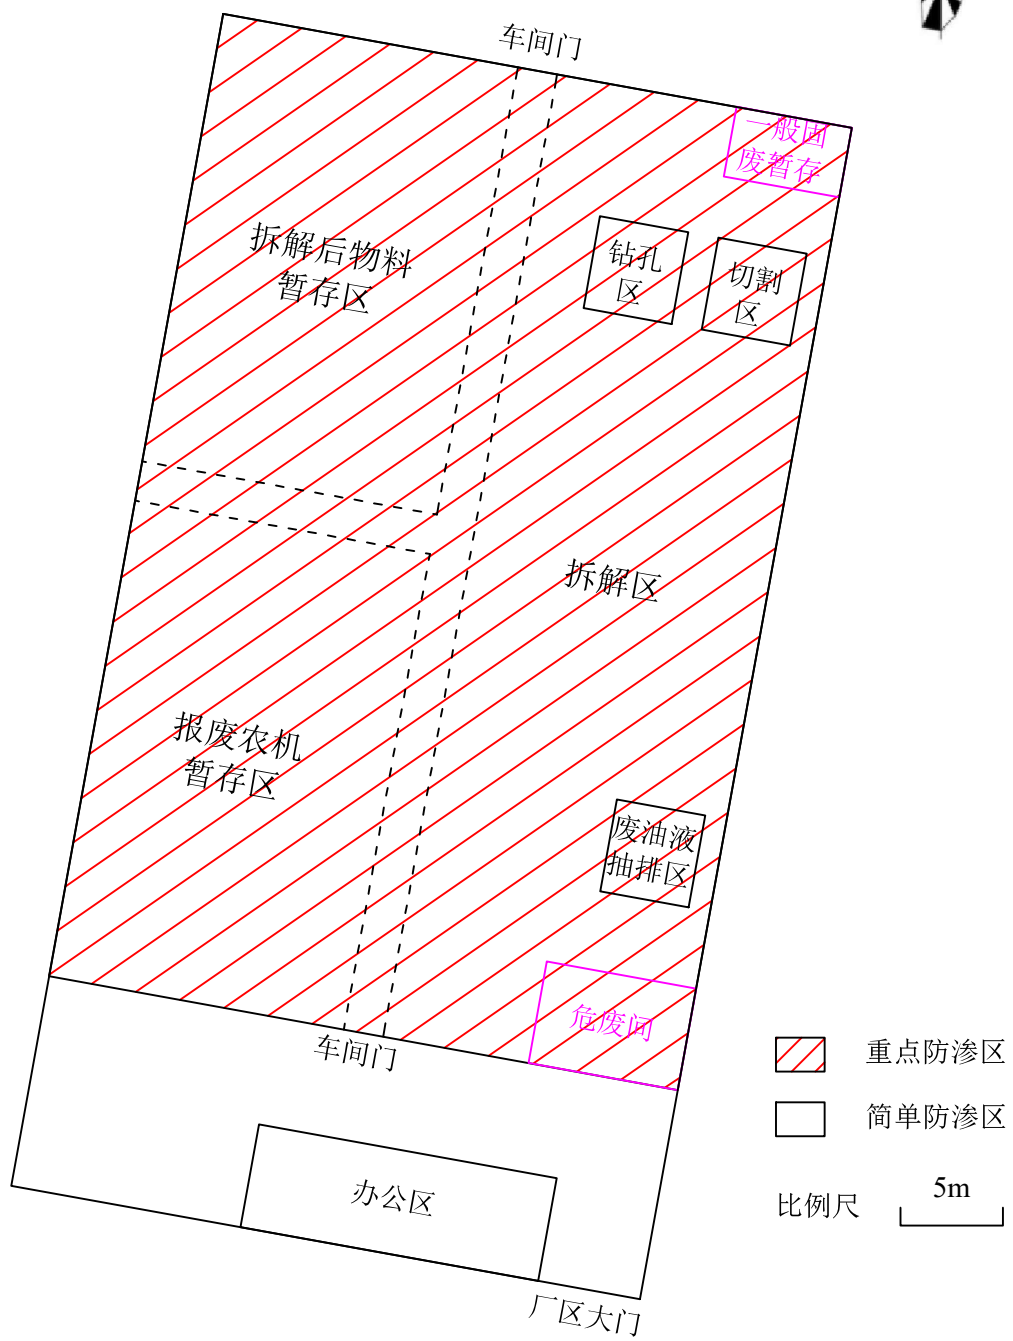 车间门
一般固
废暂存
拆解后物料
暂存区
钻孔
区
切割
区
拆解区
报废农机
暂存区
废油液
抽排区
危废间
车间门
重点防渗区
简单防渗区
办公区
比例尺
5m
厂区大门